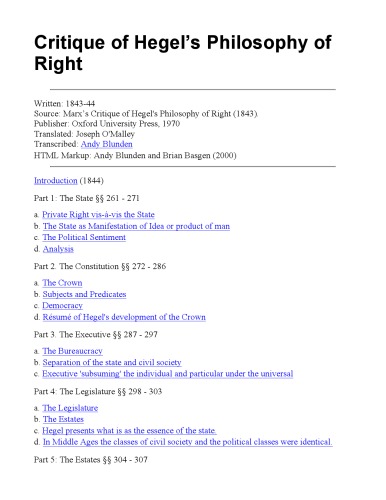 Critique of Hegel’s Philosophy of
Right
Written: 1843-44
Source: Marx’s Critique of Hegel's Philosophy of Right (1843)
Publisher: Oxford University Press, 1970
Translated: Joseph O'Malley
Transcribed: Andy Blunden
HTML Markup: Andy Blunden and Brian Basgen (2000)
Introduction (1844)
Part 1: The State §§ 261 - 271
a. Private Right vis-à-vis the State
b. The State as Manifestation of Idea or product of man
c. The Political Sentiment
d. Analysis
Part 2. The Constitution §§ 272 - 286
a. The Crown
b. Subjects and Predicates
c. Democracy
d. Résumé of Hegel's development of the Crown
Part 3. The Executive §§ 287 - 297
a. The Bureaucracy
b. Separation of the state and civil society
c. Executive 'subsuming' the individual and particular under the universal
Part 4: The Legislature §§ 298 - 303
a. The Legislature
b. The Estates
c. Hegel presents what is as the essence of the state.
d. In Middle Ages the classes of civil society and the political classes were identical.
Part 5: The Estates §§ 304 - 307